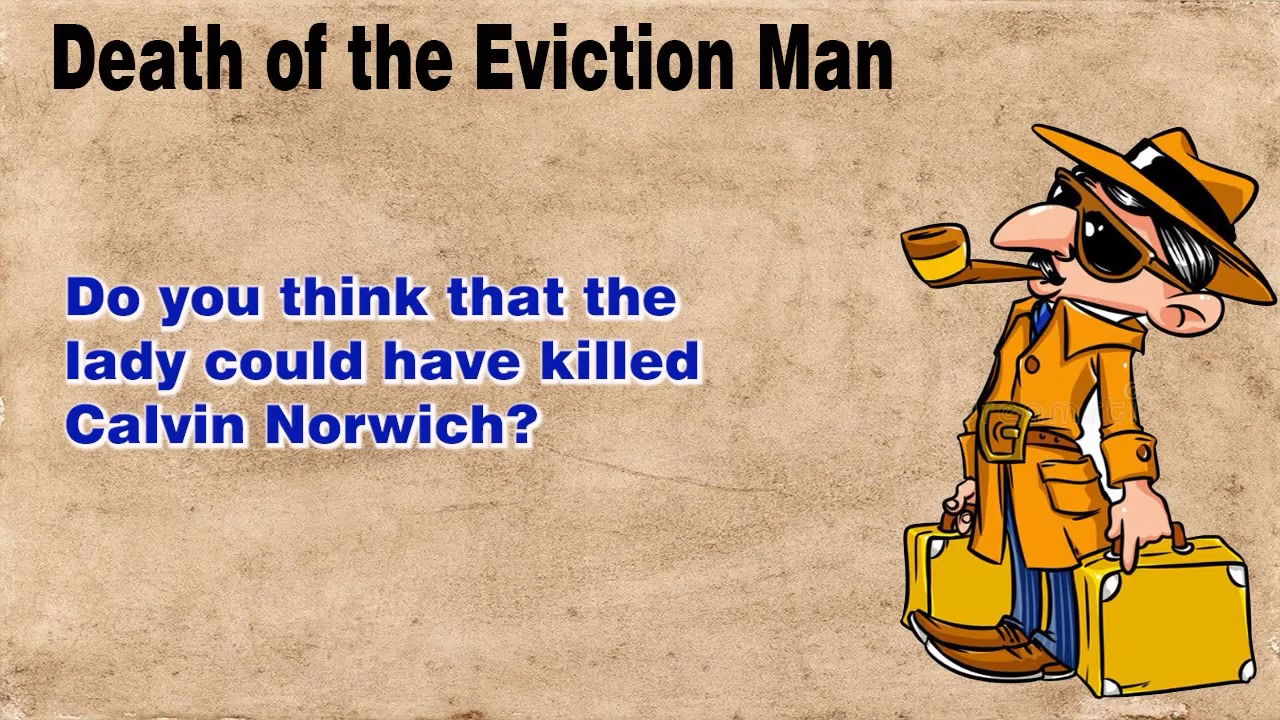 Death of the Eviction Man
Do you think that the
lady could have killed
Calvin Norwich?